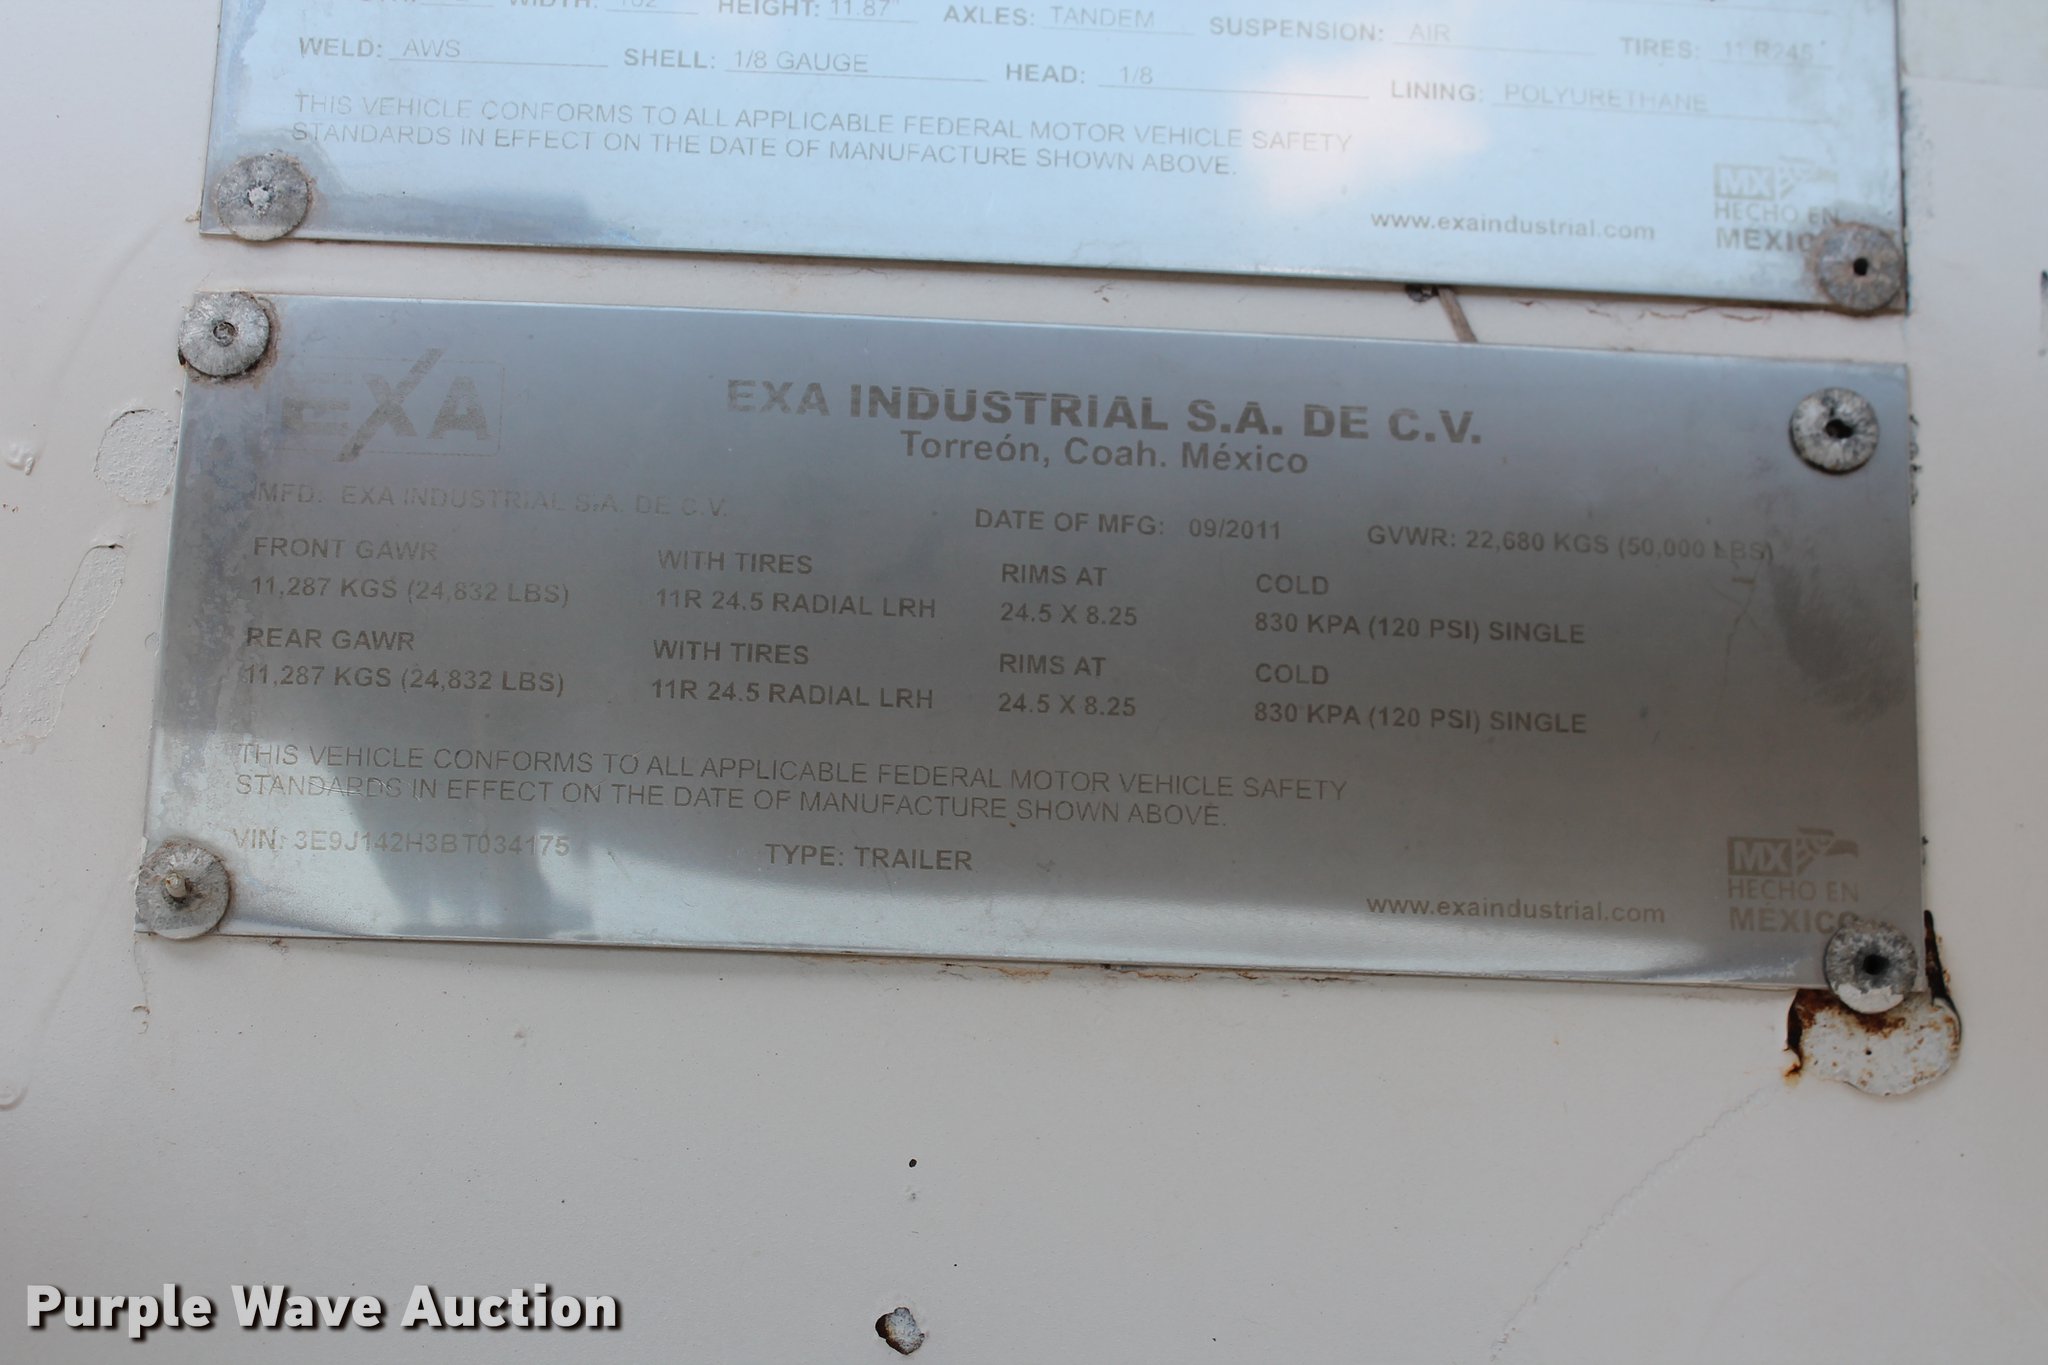 WIDTH: 102 HEIGHT: 11.87" AXLES: TANDEM SUSPENSION: AIR TIRES: 11 R245
WELD: AWS SHELL: 1/8 GAUGE HEAD: 1/8 LINING: POLYURETHANE
THIS VEHICLE CONFORMS TO ALL APPLICABLE FEDERAL MOTOR VEHICLE SAFETY
STANDARDS IN EFFECT ON THE DATE OF MANUFACTURE SHOWN ABOVE.
www.exaindustrial.com
MX
HECHO EN
MEXICO
EXA
EXA INDUSTRIAL S.A. DE C.V.
Torreón, Coah. México
MFD: EXA INDUSTRIAL S.A. DE C.V. DATE OF MFG: 09/2011 GVWR: 22,680 KGS (50,000 LBS)
FRONT GAWR WITH TIRES RIMS AT COLD
11,287 KGS (24,832 LBS) 11R 24.5 RADIAL LRH 24.5 X 8.25 830 KPA (120 PSI) SINGLE
REAR GAWR WITH TIRES RIMS AT COLD
11,287 KGS (24,832 LBS) 11R 24.5 RADIAL LRH 24.5 X 8.25 830 KPA (120 PSI) SINGLE
THIS VEHICLE CONFORMS TO ALL APPLICABLE FEDERAL MOTOR VEHICLE SAFETY
STANDARDS IN EFFECT ON THE DATE OF MANUFACTURE SHOWN ABOVE.
VIN: 3E9J142H3BT034175 TYPE: TRAILER
www.exaindustrial.com
MX
HECHO EN
MEXICO
Purple Wave Auction